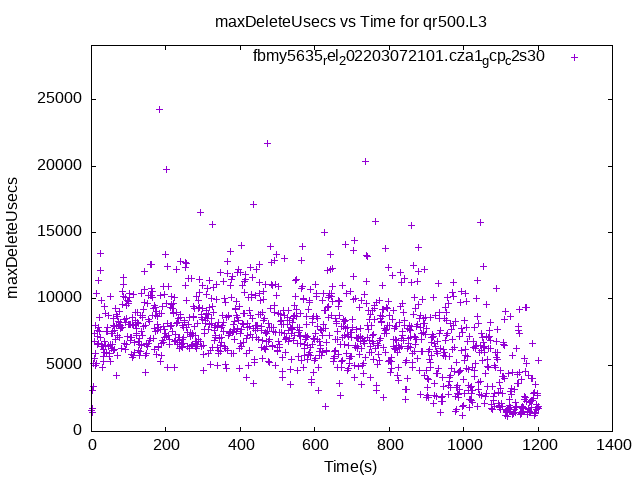 maxDeleteUsecs vs Time for qr500.L3
fbmy5635rel202203072101.cza1gcpc2s30
25000
20000
15000
10000
5000
0
maxDeleteUsecs
0 200 400 600 800 1000 1200 1400
Time(s)